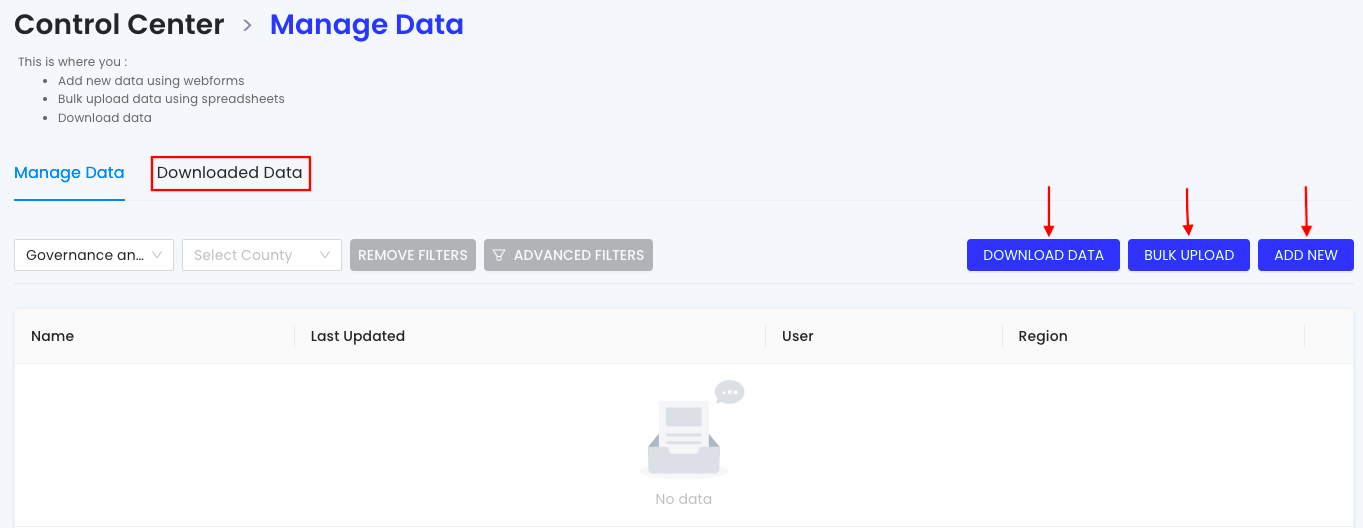 Control Center > Manage Data
This is where you :
• Add new data using webforms
• Bulk upload data using spreadsheets
• Download data
Manage Data Downloaded Data
Governance an... Select County REMOVE FILTERS ADVANCED FILTERS DOWNLOAD DATA BULK UPLOAD ADD NEW
Name Last Updated User Region
No data